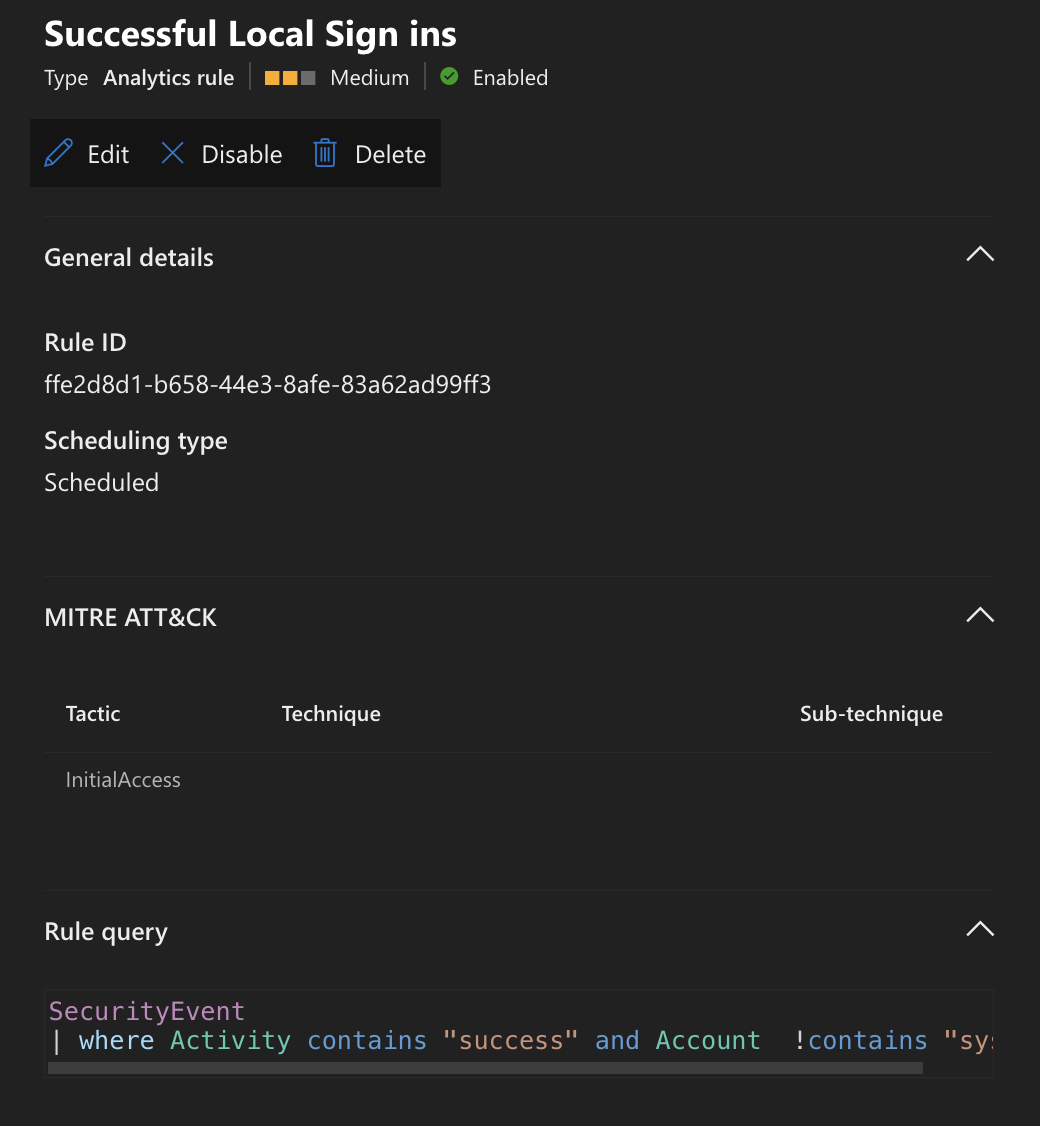 Successful Local Sign ins
Type Analytics rule Medium Enabled
Edit Disable Delete
General details
Rule ID
ffe2d8d1-b658-44e3-8afe-83a62ad99ff3
Scheduling type
Scheduled
MITRE ATT&CK
Tactic Technique Sub-technique
InitialAccess
Rule query
SecurityEvent
| where Activity contains "success" and Account  !contains "sys